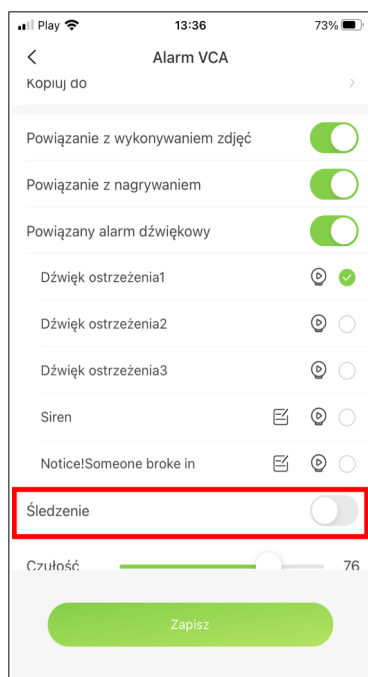 Play 13:36 73%
Alarm VCA
Kopiuj do
Powiązanie z wykonywaniem zdjęć
Powiązanie z nagrywaniem
Powiązany alarm dźwiękowy
Dźwięk ostrzeżenia1
Dźwięk ostrzeżenia2
Dźwięk ostrzeżenia3
Siren
Notice!Someone broke in
Śledzenie
Czułość 76
Zapisz